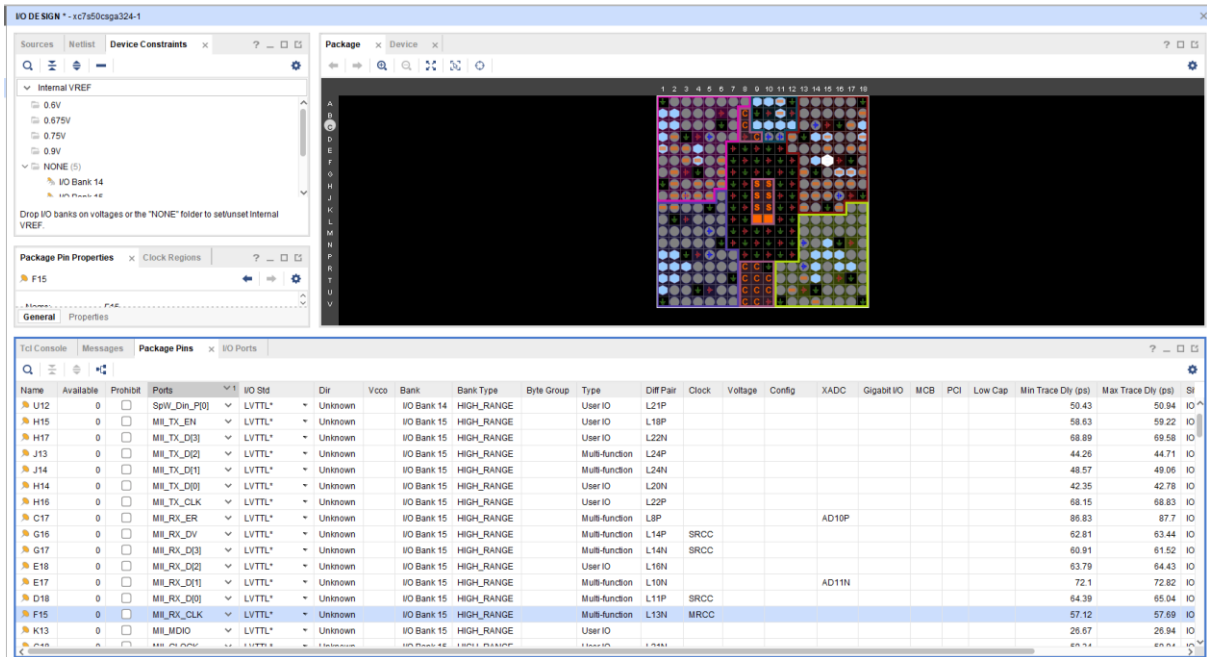 I/O DESIGN * - xc7s50csga324-1
Sources Netlist Device Constraints
Internal VREF
0.6V
0.675V
0.75V
0.9V
NONE (5)
I/O Bank 14
I/O Bank 15
Drop I/O banks on voltages or the "NONE" folder to set/unset Internal
VREF.
Package Pin Properties Clock Regions
F15
General Properties
Package Device
1 2 3 4 5 6 7 8 9 10 11 12 13 14 15 16 17 18
A
B
C
D
E
F
G
H
J
K
L
M
N
P
R
T
U
V
Tcl Console Messages Package Pins I/O Ports
Name Available Prohibit Ports 1 I/O Std Dir Vcco Bank Bank Type Byte Group Type Diff Pair Clock Voltage Config XADC Gigabit I/O MCB PCI Low Cap Min Trace Dly (ps) Max Trace Dly (ps)
U12 0 SpW_Din_P[0] LVTTL* Unknown I/O Bank 14 HIGH_RANGE User IO L21P 50.43 50.94 IO
H15 0 MII_TX_EN LVTTL* Unknown I/O Bank 15 HIGH_RANGE User IO L18P 58.63 59.22 IO
H17 0 MII_TX_D[3] LVTTL* Unknown I/O Bank 15 HIGH_RANGE User IO L22N 68.89 69.58 IO
J13 0 MII_TX_D[2] LVTTL* Unknown I/O Bank 15 HIGH_RANGE Multi-function L24P 44.26 44.71 IO
J14 0 MII_TX_D[1] LVTTL* Unknown I/O Bank 15 HIGH_RANGE Multi-function L24N 48.57 49.06 IO
H14 0 MII_TX_D[0] LVTTL* Unknown I/O Bank 15 HIGH_RANGE User IO L20N 42.35 42.78 IO
H16 0 MII_TX_CLK LVTTL* Unknown I/O Bank 15 HIGH_RANGE User IO L22P 68.15 68.83 IO
C17 0 MII_RX_ER LVTTL* Unknown I/O Bank 15 HIGH_RANGE Multi-function L8P AD10P 86.83 87.7 IO
G16 0 MII_RX_DV LVTTL* Unknown I/O Bank 15 HIGH_RANGE Multi-function L14P SRCC 62.81 63.44 IO
G17 0 MII_RX_D[3] LVTTL* Unknown I/O Bank 15 HIGH_RANGE Multi-function L14N SRCC 60.91 61.52 IO
E18 0 MII_RX_D[2] LVTTL* Unknown I/O Bank 15 HIGH_RANGE User IO L16N 63.79 64.43 IO
E17 0 MII_RX_D[1] LVTTL* Unknown I/O Bank 15 HIGH_RANGE Multi-function L10N AD11N 72.1 72.82 IO
D18 0 MII_RX_D[0] LVTTL* Unknown I/O Bank 15 HIGH_RANGE Multi-function L11P SRCC 64.39 65.04 IO
F15 0 MII_RX_CLK LVTTL* Unknown I/O Bank 15 HIGH_RANGE Multi-function L13N MRCC 57.12 57.69 IO
K13 0 MII_MDIO LVTTL* Unknown I/O Bank 15 HIGH_RANGE User IO 26.67 26.94 IO